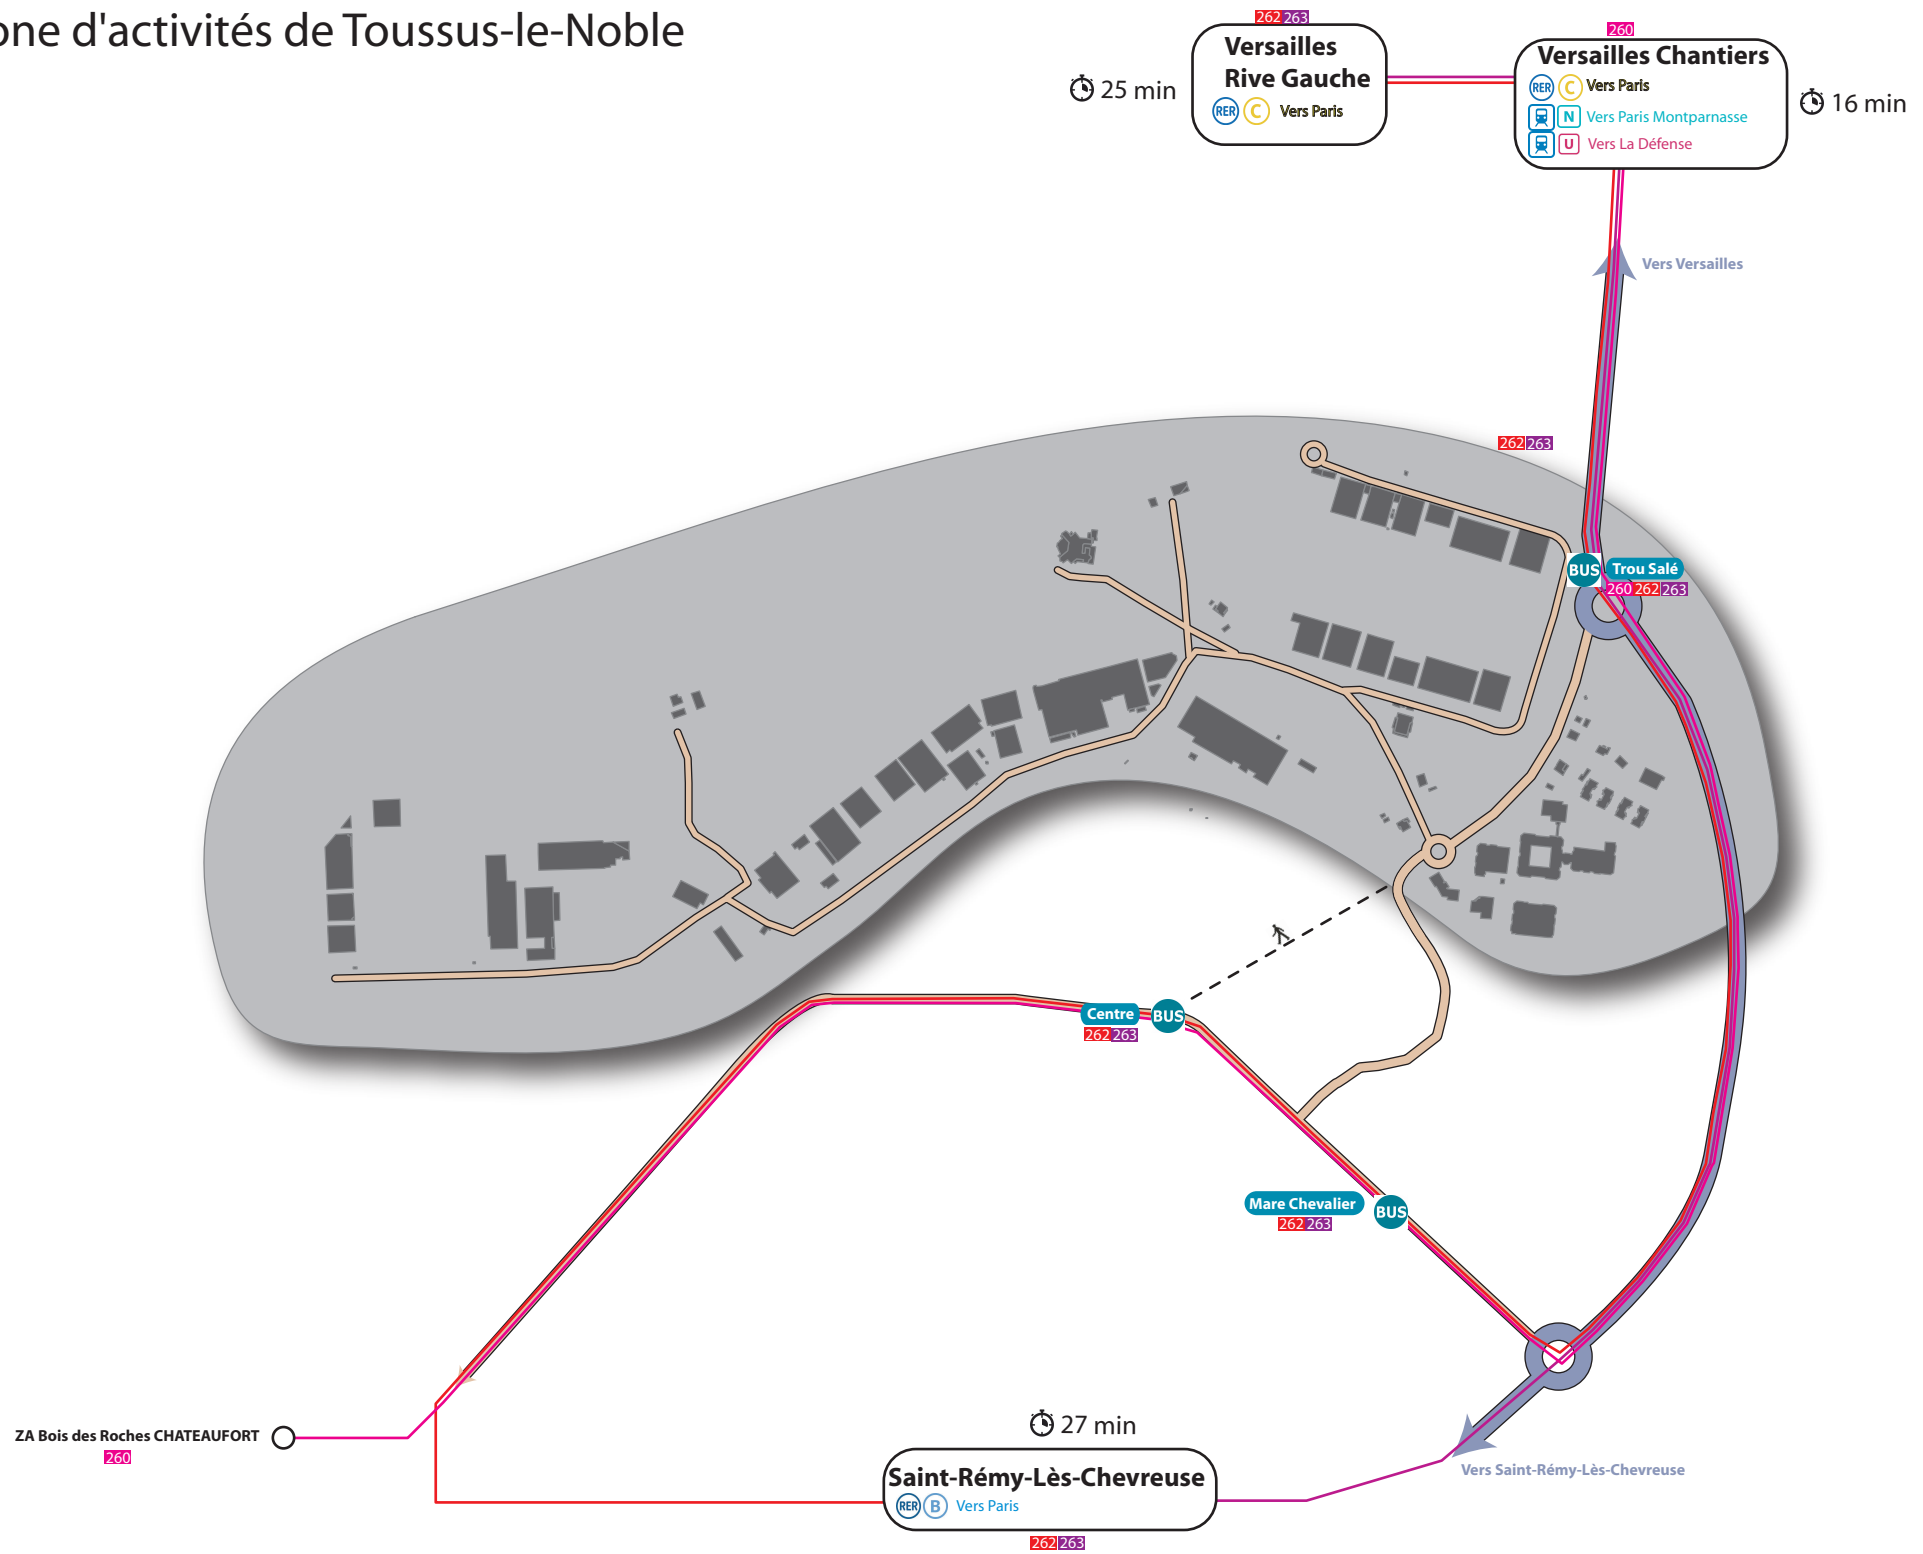 one d'activités de Toussus-le-Noble
262 263
Versailles
Rive Gauche
RER C Vers Paris
25 min
260
Versailles Chantiers
RER C Vers Paris
N Vers Paris Montparnasse
U Vers La Défense
16 min
Vers Versailles
262 263
BUS Trou Salé
260 262 263
Centre BUS
262 263
Mare Chevalier BUS
262 263
ZA Bois des Roches CHATEAUFORT
260
27 min
Saint-Rémy-Lès-Chevreuse
RER B Vers Paris
262 263
Vers Saint-Rémy-Lès-Chevreuse